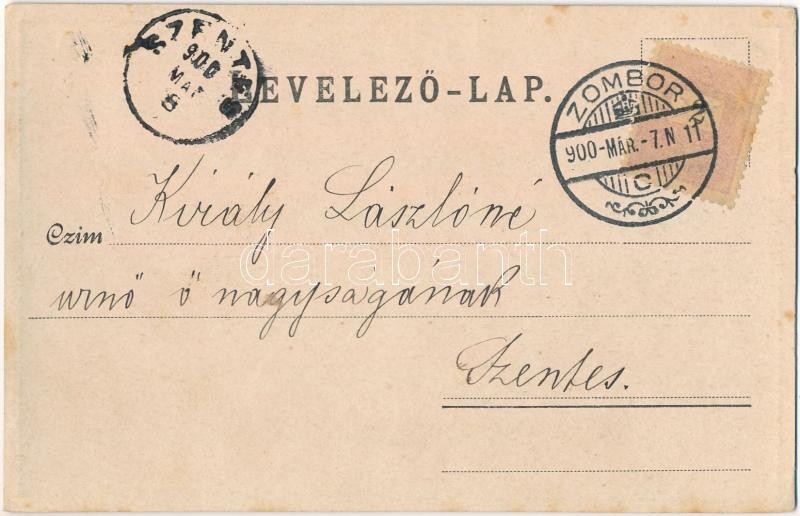 SZENTES
900
MAR
8
LEVELEZŐ-LAP.
ZOMBOR
900-MÁR.-7.N 11
C
Czim Király Lászlóné
urnő ő nagyságának
Szentes.
darabanth